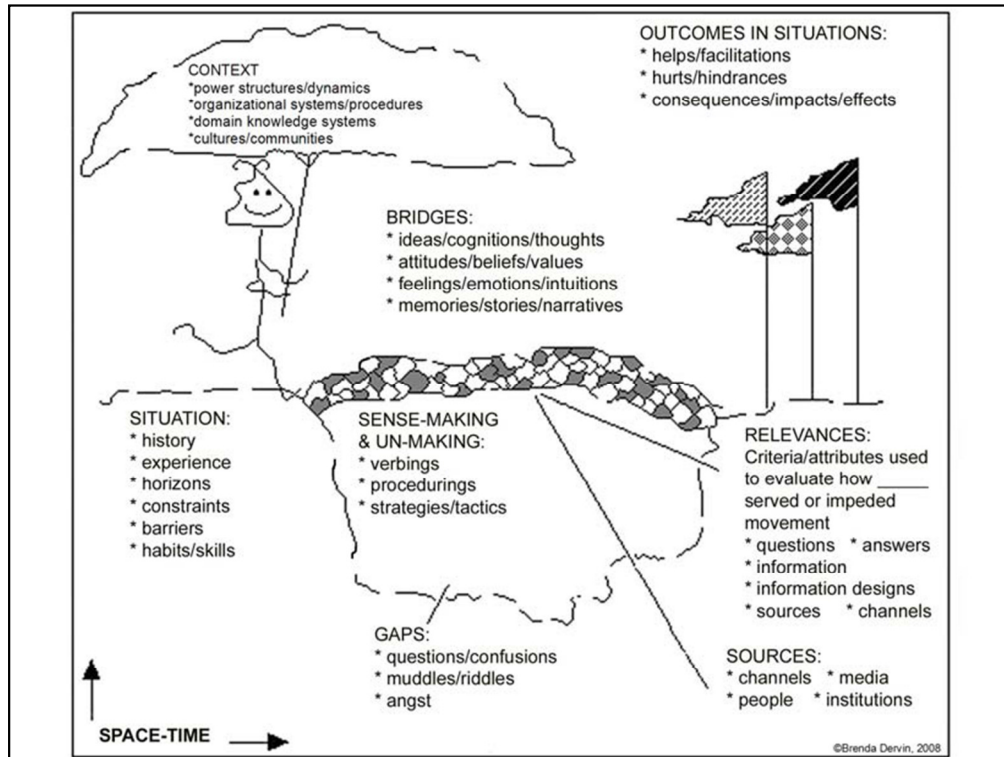 CONTEXT
*power structures/dynamics
*organizational systems/procedures
*domain knowledge systems
*cultures/communities
OUTCOMES IN SITUATIONS:
* helps/facilitations
* hurts/hindrances
* consequences/impacts/effects
BRIDGES:
* ideas/cognitions/thoughts
* attitudes/beliefs/values
* feelings/emotions/intuitions
* memories/stories/narratives
SITUATION:
* history
* experience
* horizons
* constraints
* barriers
* habits/skills
SENSE-MAKING
& UN-MAKING:
* verbings
* procedurings
* strategies/tactics
RELEVANCES:
Criteria/attributes used
to evaluate how _____
served or impeded
movement
* questions * answers
* information
* information designs
* sources * channels
GAPS:
* questions/confusions
* muddles/riddles
* angst
SOURCES:
* channels * media
* people * institutions
SPACE-TIME
©Brenda Dervin, 2008